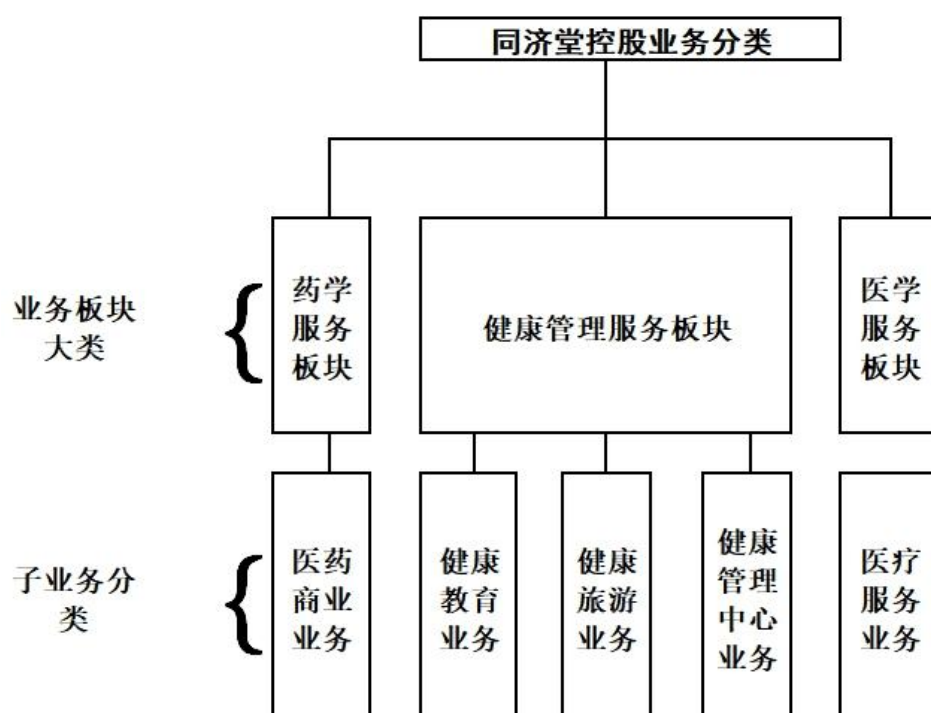 同济堂控股业务分类
业务板块
大类
药学
服务
板块
健康管理服务板块
医学
服务
板块
子业务分
类
医药
商业
业务
健康
教育
业务
健康
旅游
业务
健康
管理
中心
业务
医疗
服务
业务